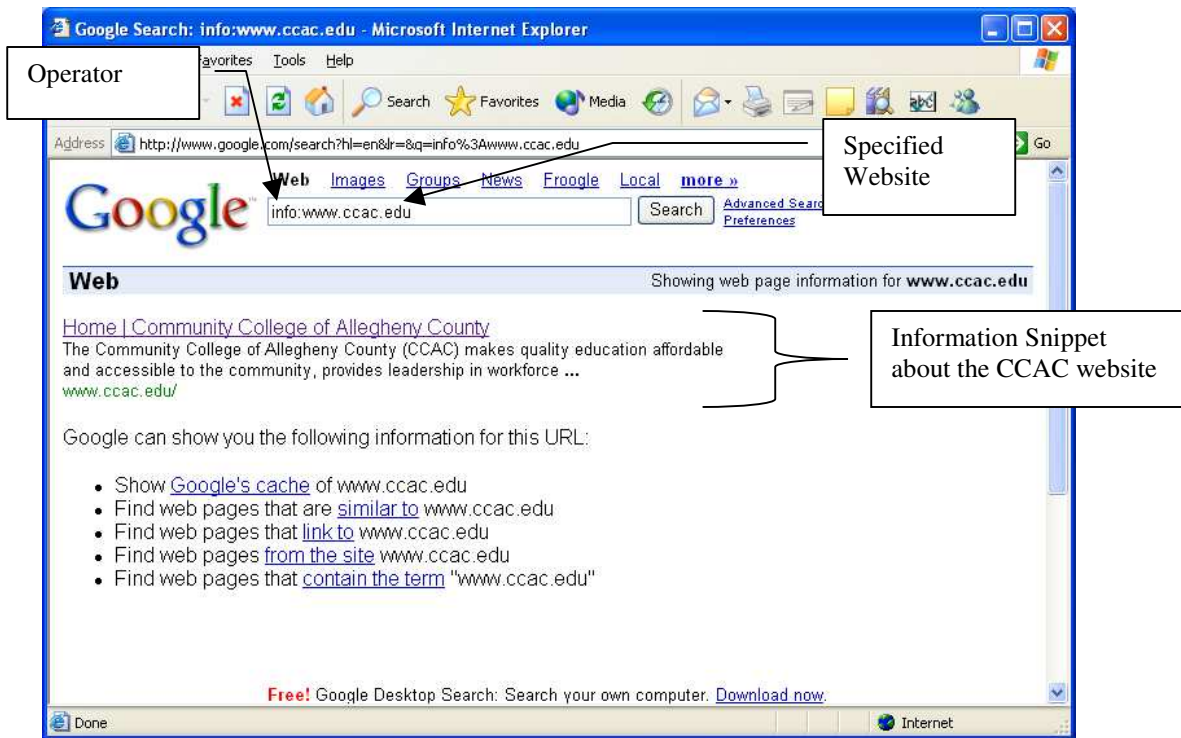 Google Search: info:www.ccac.edu - Microsoft Internet Explorer
Operator
avorites Tools Help
Search Favorites Media
Address http://www.google.com/search?hl=en&lr=&q=info%3Awww.ccac.edu Go
Specified
Website
Web Images Groups News Froogle Local more »
Google™
info:www.ccac.edu Search Advanced Searc
Preferences
Web Showing web page information for www.ccac.edu
Home | Community College of Allegheny County
The Community College of Allegheny County (CCAC) makes quality education affordable
and accessible to the community, provides leadership in workforce ...
www.ccac.edu/
Information Snippet
about the CCAC website
Google can show you the following information for this URL:
• Show Google's cache of www.ccac.edu
• Find web pages that are similar to www.ccac.edu
• Find web pages that link to www.ccac.edu
• Find web pages from the site www.ccac.edu
• Find web pages that contain the term "www.ccac.edu"
Free! Google Desktop Search: Search your own computer. Download now.
Done Internet